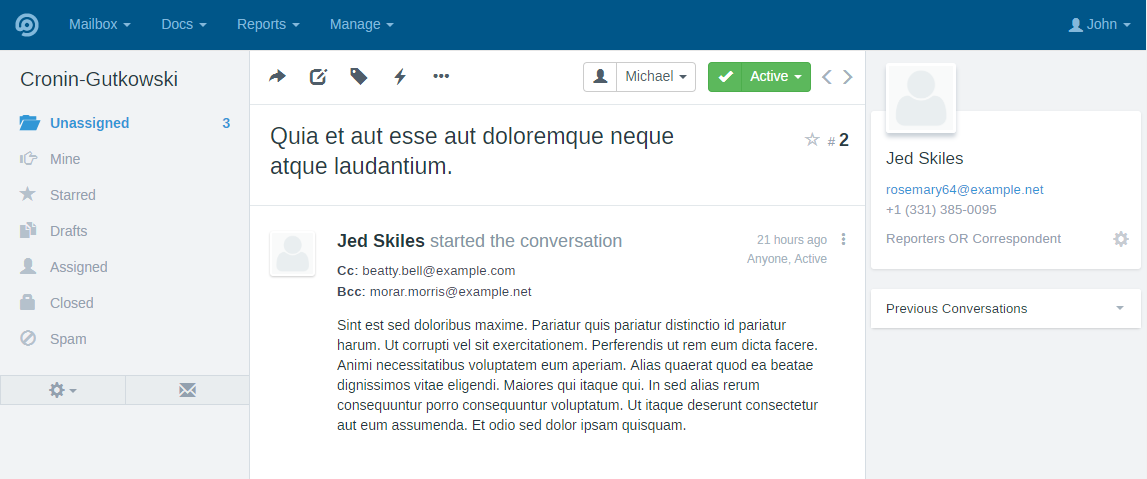 Mailbox Docs Reports Manage John
Cronin-Gutkowski
Unassigned 3
Mine
Starred
Drafts
Assigned
Closed
Spam
Michael Active
Quia et aut esse aut doloremque neque
atque laudantium.
# 2
Jed Skiles started the conversation
21 hours ago
Anyone, Active
Cc: beatty.bell@example.com
Bcc: morar.morris@example.net
Sint est sed doloribus maxime. Pariatur quis pariatur distinctio id pariatur
harum. Ut corrupti vel sit exercitationem. Perferendis ut rem eum dicta facere.
Animi necessitatibus voluptatem eum aperiam. Alias quaerat quod ea beatae
dignissimos vitae eligendi. Maiores qui itaque qui. In sed alias rerum
consequuntur porro consequuntur voluptatum. Ut itaque deserunt consectetur
aut eum assumenda. Et odio sed dolor ipsam quisquam.
Jed Skiles
rosemary64@example.net
+1 (331) 385-0095
Reporters OR Correspondent
Previous Conversations